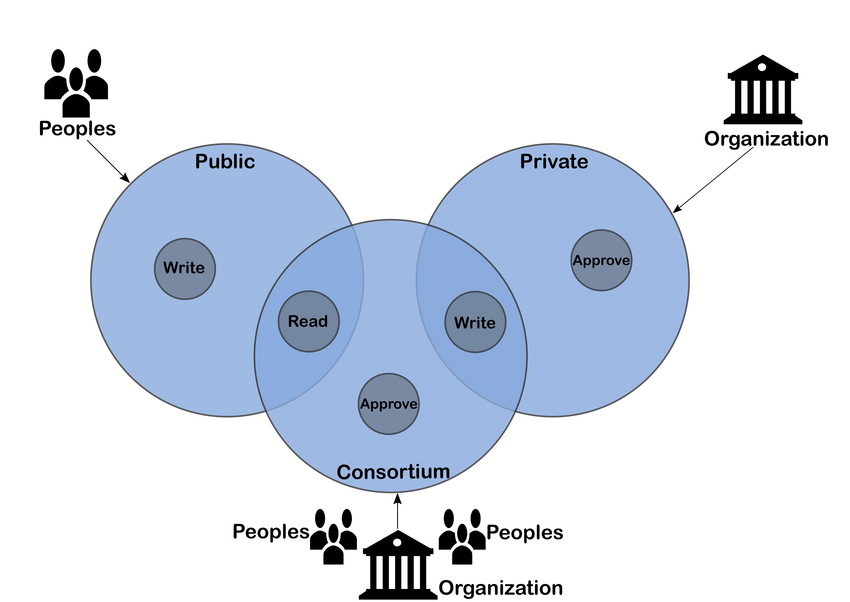 Peoples
Organization
Public
Private
Write
Approve
Read
Write
Approve
Consortium
Peoples
Peoples
Organization